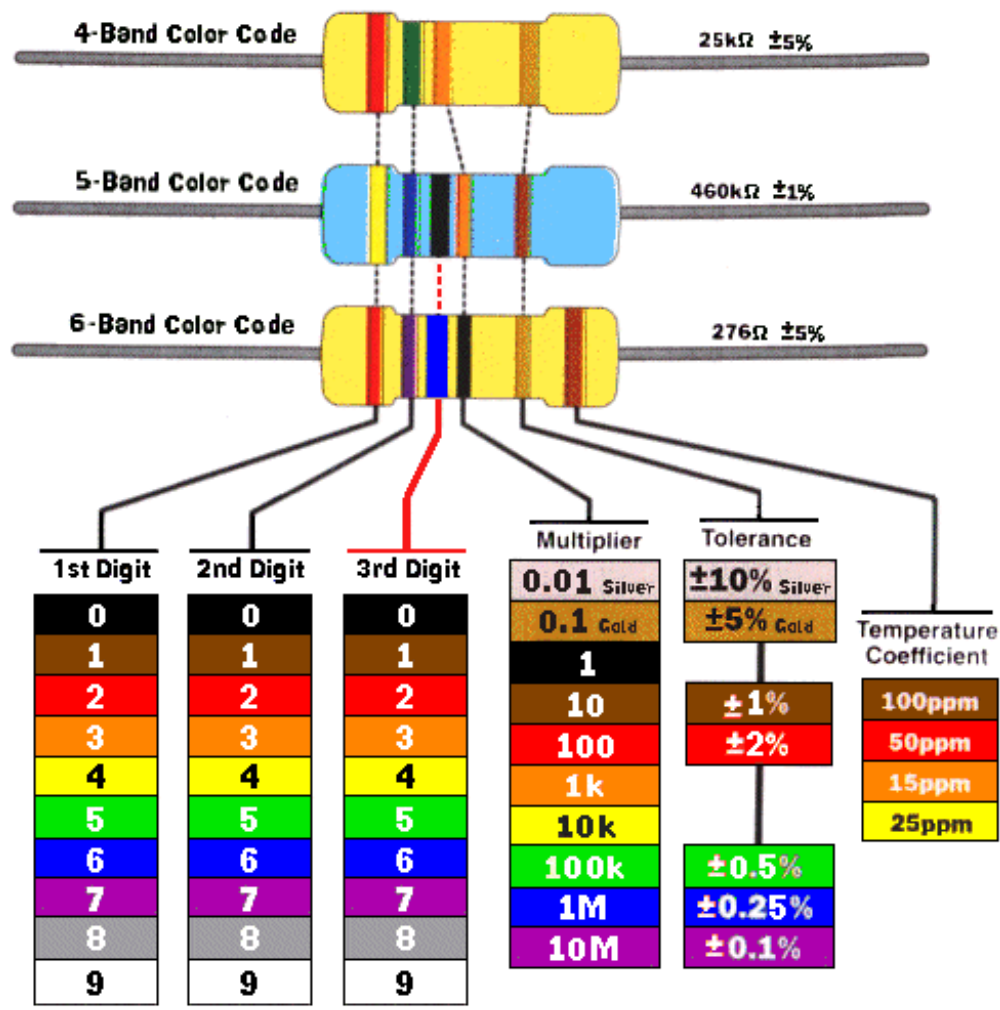 4-Band Color Code
25kΩ ±5%
5-Band Color Code
460kΩ ±1%
6-Band Color Code
276Ω ±5%
1st Digit
0
1
2
3
4
5
6
7
8
9
2nd Digit
0
1
2
3
4
5
6
7
8
9
3rd Digit
0
1
2
3
4
5
6
7
8
9
Multiplier
0.01 Silver
0.1 Gold
1
10
100
1k
10k
100k
1M
10M
Tolerance
±10% Silver
±5% Gold
±1%
±2%
±0.5%
±0.25%
±0.1%
Temperature
Coefficient
100ppm
50ppm
15ppm
25ppm